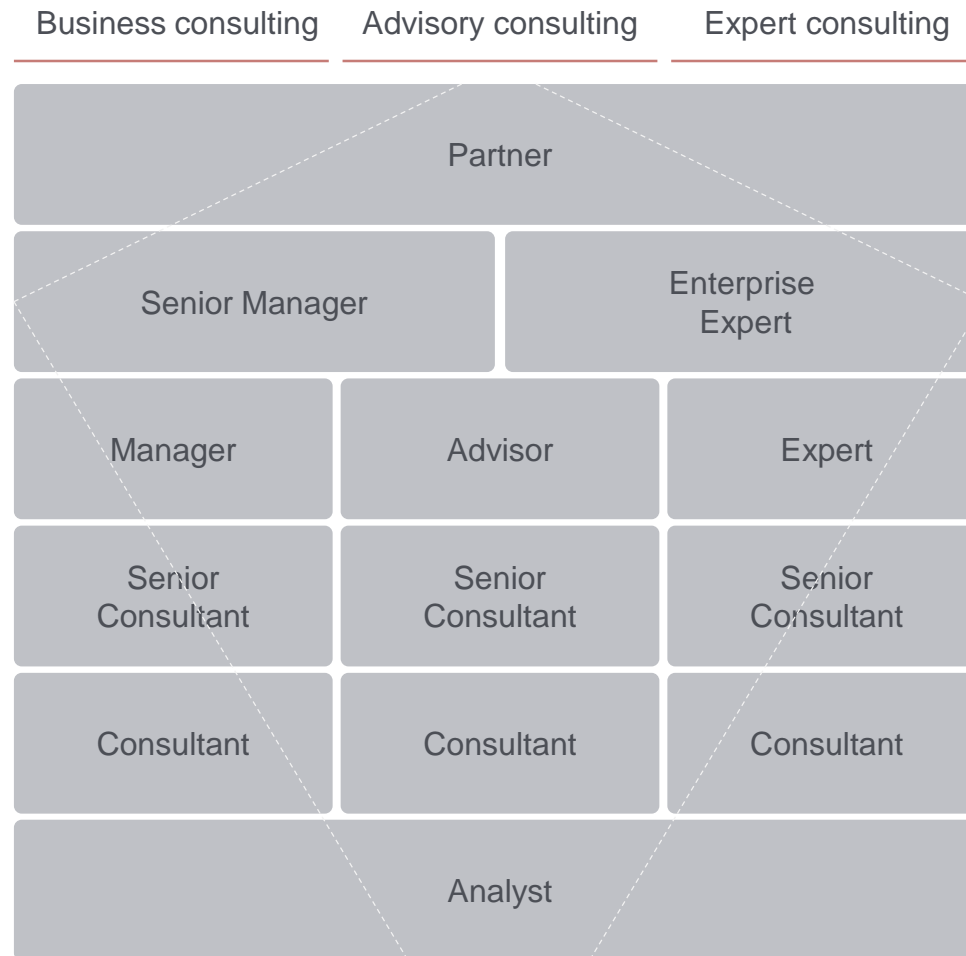 Business consulting
Advisory consulting
Expert consulting
Partner
Senior Manager
Enterprise
Expert
Manager
Advisor
Expert
Senior
Consultant
Senior
Consultant
Senior
Consultant
Consultant
Consultant
Consultant
Analyst